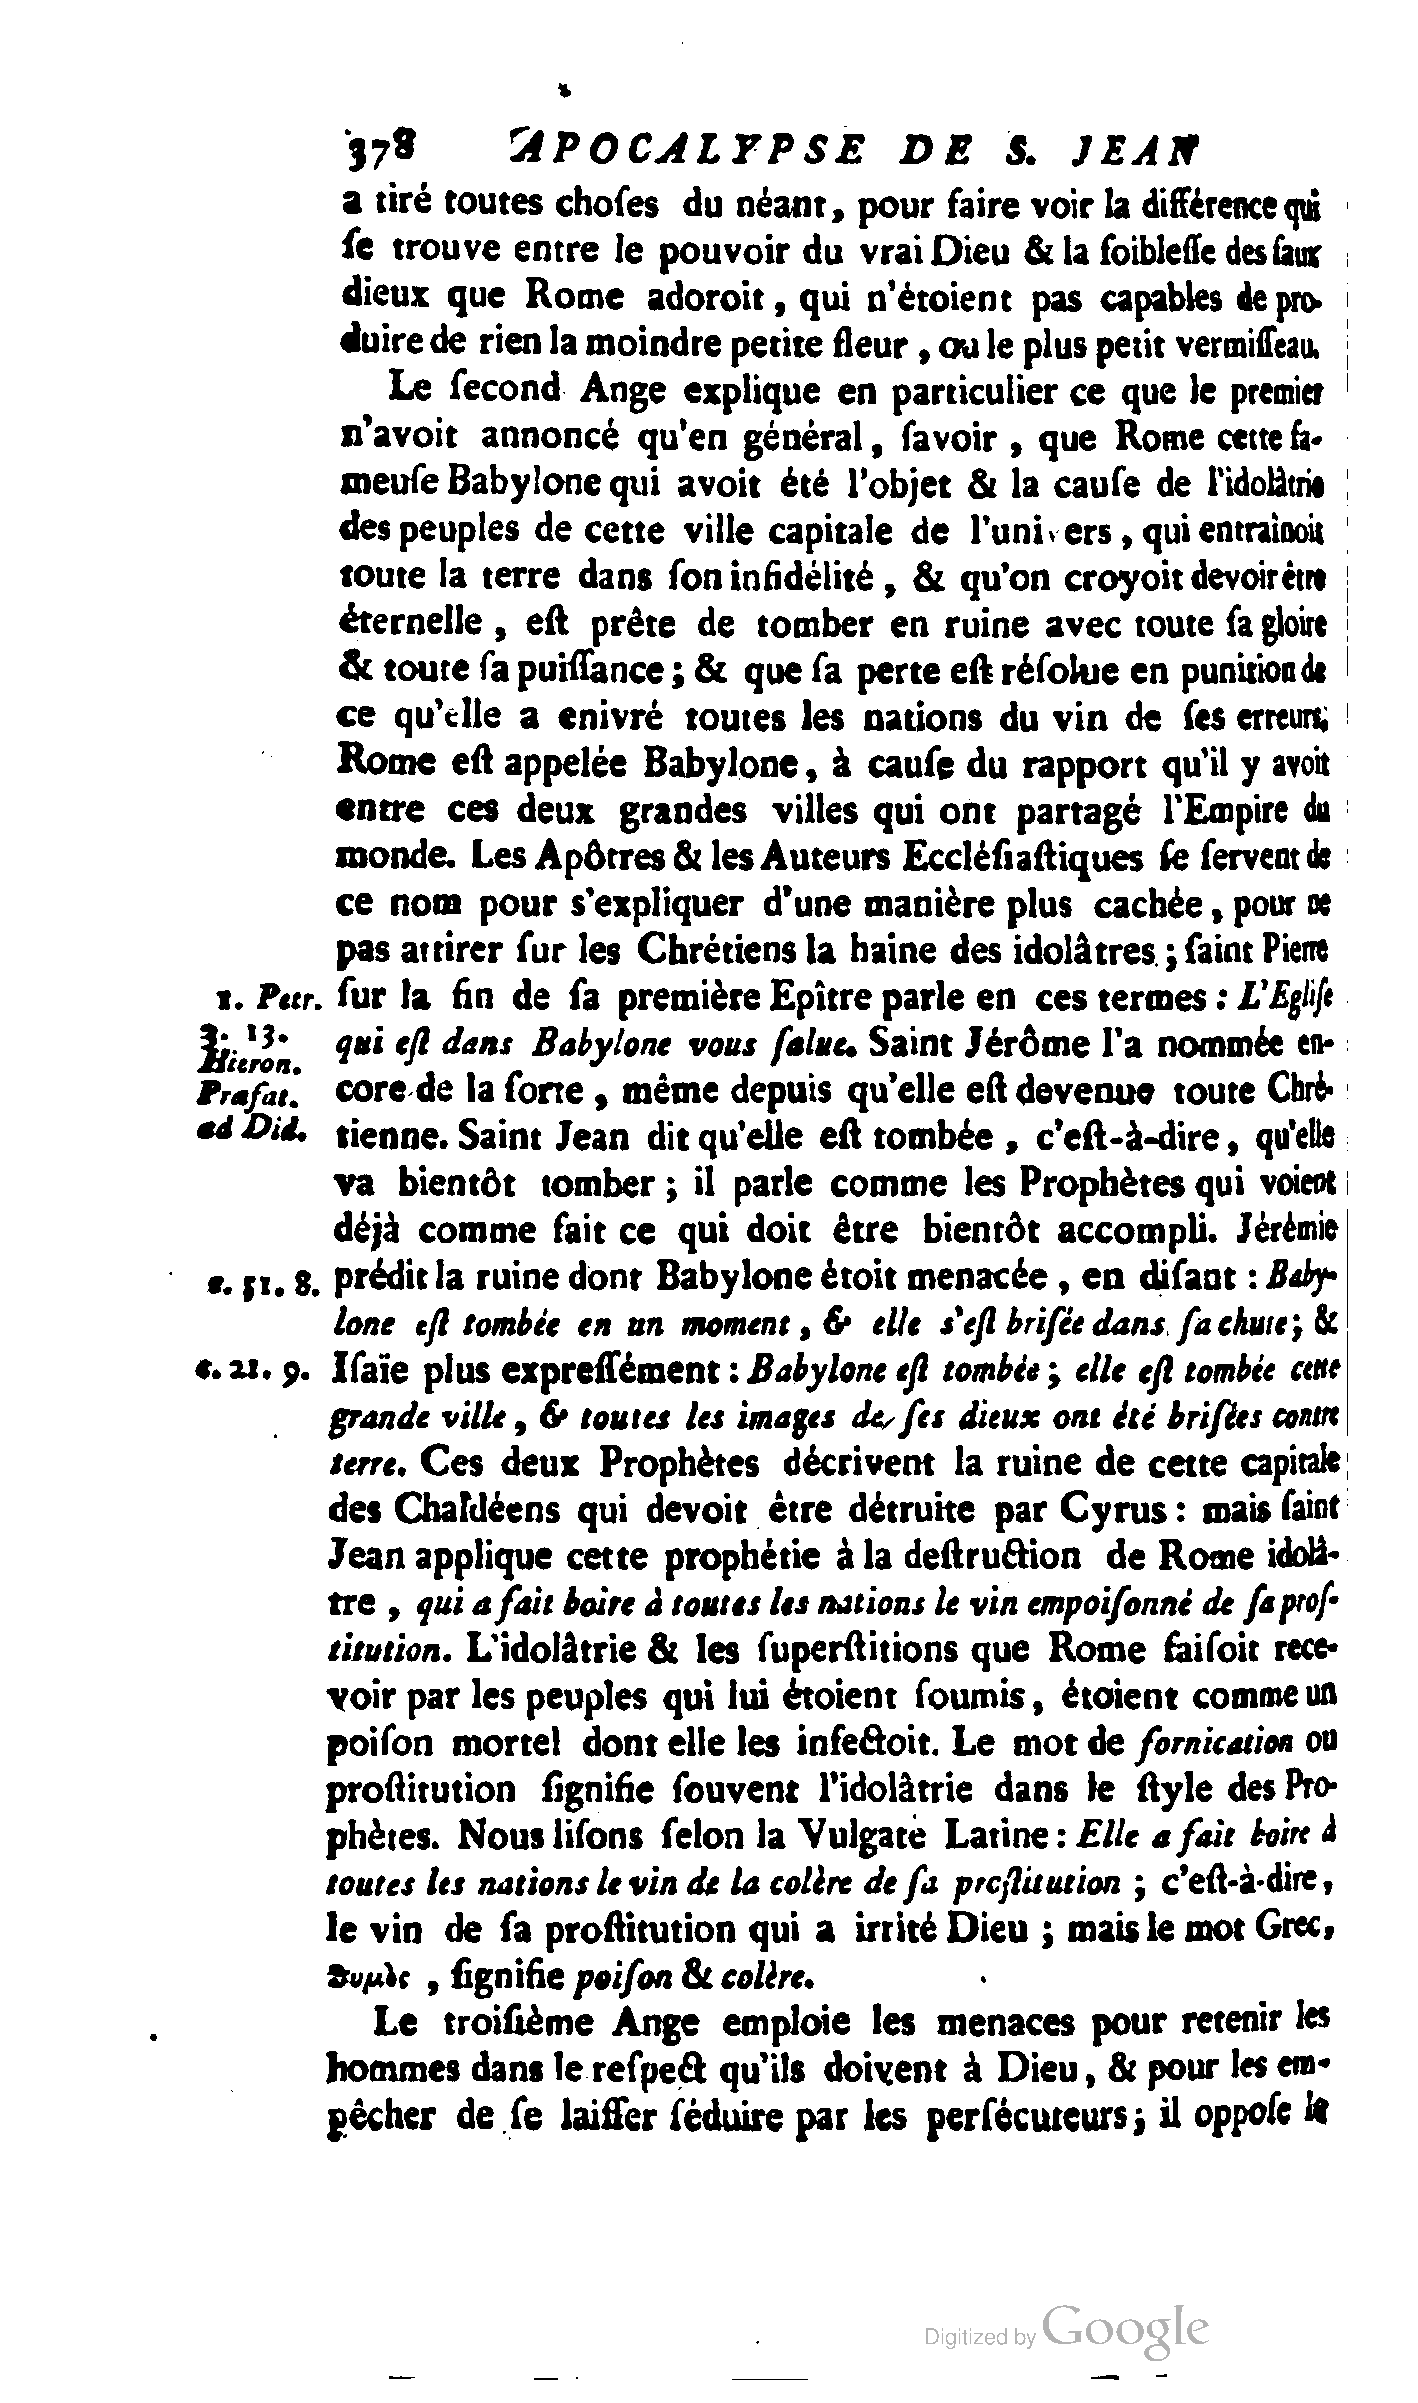 378 APOCALYPSE DE S. JEAN
a tiré toutes choſes du néant, pour faire voir la différence qui
ſe trouve entre le pouvoir du vrai Dieu & la foibleſſe des faux
dieux que Rome adoroit, qui n'étoient pas capables de pro-
duire de rien la moindre petite fleur, ou le plus petit vermiſſeau.
Le ſecond Ange explique en particulier ce que le premier
n'avoit annoncé qu'en général, ſavoir, que Rome cette fa-
meuſe Babylone qui avoit été l'objet & la cauſe de l'idolâtrie
des peuples de cette ville capitale de l'univers, qui entraînoit
toute la terre dans ſon infidélité, & qu'on croyoit devoir être
éternelle, eſt prête de tomber en ruine avec toute ſa gloire
& toute ſa puiſſance; & que ſa perte eſt réſolue en punition de
ce qu'elle a enivré toutes les nations du vin de ſes erreurs;
Rome eſt appelée Babylone, à cauſe du rapport qu'il y avoit
entre ces deux grandes villes qui ont partagé l'Empire du
monde. Les Apôtres & les Auteurs Eccléſiaſtiques ſe ſervent de
ce nom pour s'expliquer d'une manière plus cachée, pour ne
pas attirer ſur les Chrétiens la haine des idolâtres; ſaint Pierre
1. Petr. ſur la fin de ſa première Epître parle en ces termes : L'Egliſe
3. 13. qui eſt dans Babylone vous ſalue. Saint Jérôme l'a nommée en-
Hieron.
Præfat. core de la ſorte, même depuis qu'elle eſt devenue toute Chré-
ad Did. tienne. Saint Jean dit qu'elle eſt tombée, c'eſt-à-dire, qu'elle
va bientôt tomber; il parle comme les Prophètes qui voient
déjà comme fait ce qui doit être bientôt accompli. Jérémie
c. 51. 8. prédit la ruine dont Babylone étoit menacée, en diſant : Baby-
lone eſt tombée en un moment, & elle s'eſt briſée dans ſa chute; &
c. 21. 9. Iſaïe plus expreſſément : Babylone eſt tombée; elle eſt tombée cette
grande ville, & toutes les images de ſes dieux ont été briſées contre
terre. Ces deux Prophètes décrivent la ruine de cette capitale
des Chaldéens qui devoit être détruite par Cyrus : mais ſaint
Jean applique cette prophétie à la deſtruction de Rome idolâ-
tre, qui a fait boire à toutes les nations le vin empoiſonné de ſa proſ-
titution. L'idolâtrie & les ſuperſtitions que Rome faiſoit rece-
voir par les peuples qui lui étoient ſoumis, étoient comme un
poiſon mortel dont elle les infectoit. Le mot de fornication ou
proſtitution ſignifie ſouvent l'idolâtrie dans le ſtyle des Pro-
phètes. Nous liſons ſelon la Vulgate Latine : Elle a fait boire à
toutes les nations le vin de la colère de ſa proſtitution; c'eſt-à-dire,
le vin de ſa proſtitution qui a irrité Dieu; mais le mot Grec,
θυμὸς, ſignifie poiſon & colère.
Le troiſième Ange emploie les menaces pour retenir les
hommes dans le reſpect qu'ils doivent à Dieu, & pour les em-
pêcher de ſe laiſſer ſéduire par les perſécuteurs; il oppoſe le
Digitized by Google